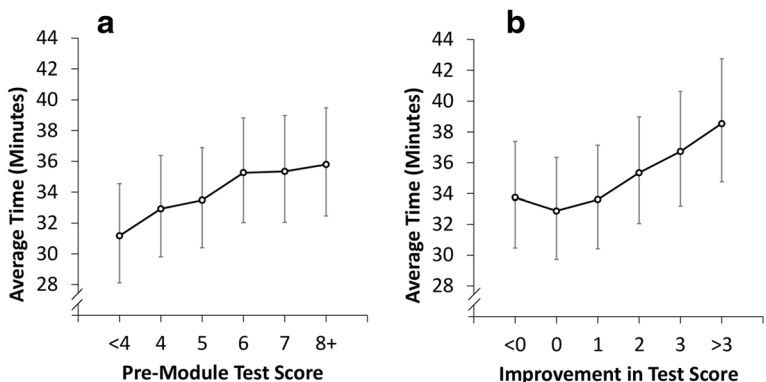 a
Average Time (Minutes)
44
42
40
38
36
34
32
30
28
<4 4 5 6 7 8+
Pre-Module Test Score
b
Average Time (Minutes)
44
42
40
38
36
34
32
30
28
<0 0 1 2 3 >3
Improvement in Test Score